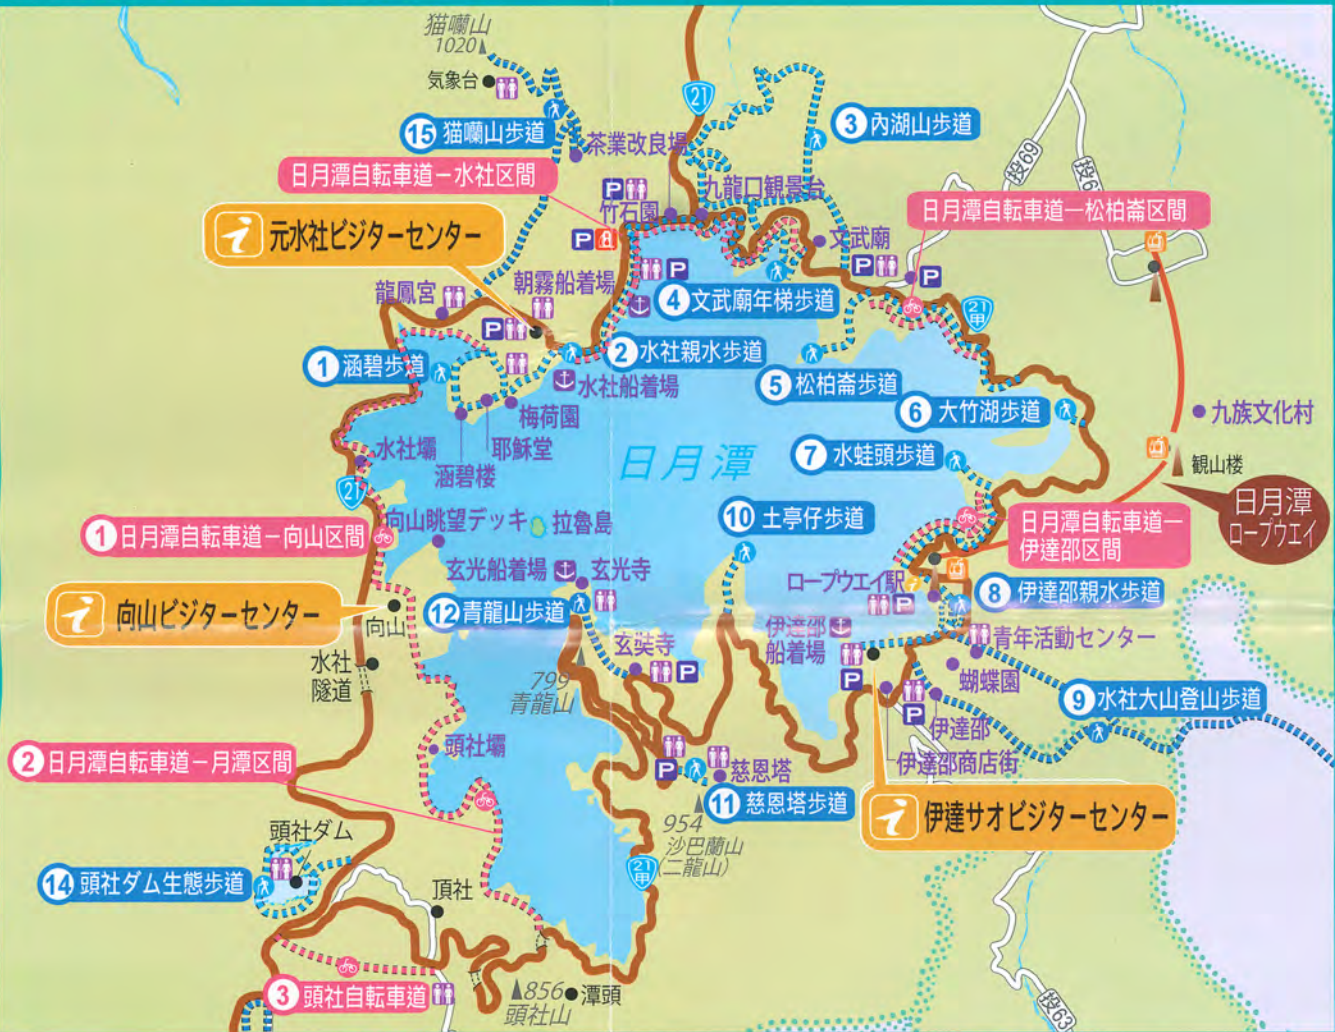 猫囒山
1020
気象台
15 猫囒山歩道
茶業改良場
21
3 內湖山歩道
投69
日月潭自転車道－水社区間
P
竹石園
九龍口観景台
日月潭自転車道—松柏崙区間
元水社ビジターセンター
P
文武廟
P
P
龍鳳宮
朝霧船着場
P
4 文武廟年梯歩道
21甲
P
1 涵碧歩道
2 水社親水歩道
水社船着場
5 松柏崙歩道
6 大竹湖歩道
九族文化村
梅荷園
耶穌堂
涵碧楼
水社壩
日月潭
7 水蛙頭歩道
観山楼
21
日月潭
ロープウエイ
1 日月潭自転車道－向山区間
向山眺望デッキ
拉魯島
10 土亭仔歩道
日月潭自転車道—
伊達邵区間
玄光船着場
玄光寺
ロープウエイ駅
P
8 伊達邵親水歩道
向山ビジターセンター
向山
12 青龍山歩道
伊達邵
船着場
青年活動センター
水社
隧道
玄奘寺
P
P
蝴蝶園
799
青龍山
9 水社大山登山歩道
P
伊達邵
伊達邵商店街
頭社壩
2 日月潭自転車道－月潭区間
P
慈恩塔
11 慈恩塔歩道
伊達サオビジターセンター
954
沙巴蘭山
(二龍山)
頭社ダム
21甲
14 頭社ダム生態歩道
頂社
3 頭社自転車道
856
頭社山
潭頭
投63